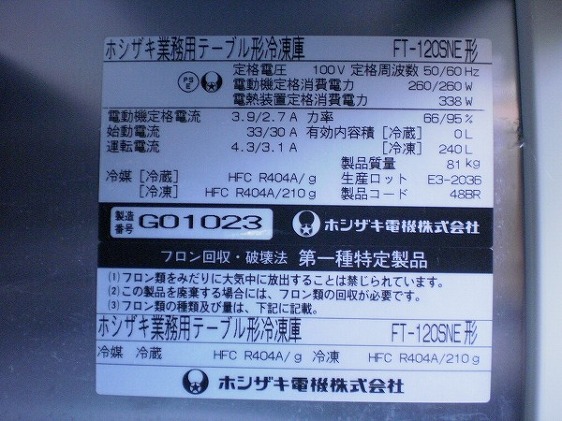 ホシザキ業務用テーブル形冷凍庫 FT-120SNE形
定格電圧 100V 定格周波数 50/60Hz
PS E 電動機定格消費電力 260/260W
電熱装置定格消費電力 338W
電動機定格電流 3.9/2.7A 力率 66/95%
始動電流 33/30A 有効内容積 [冷蔵] 0L
運転電流 4.3/3.1A [冷凍] 240L
製品質量 81kg
冷媒 [冷蔵] HFC R404A/g 生産ロット E3-2036
[冷凍] HFC R404A/210g 製品コード 48BR
製造番号 G01023 ホシザキ電機株式会社
フロン回収・破壊法 第一種特定製品
(1)フロン類をみだりに大気中に放出することは禁じられています。
(2)この製品を廃棄する場合には、フロン類の回収が必要です。
(3)フロン類の種類及び量は、下記に記載。
ホシザキ業務用テーブル形冷凍庫 FT-120SNE形
冷媒 冷蔵 HFC R404A/g 冷凍 HFC R404A/210g
ホシザキ電機株式会社